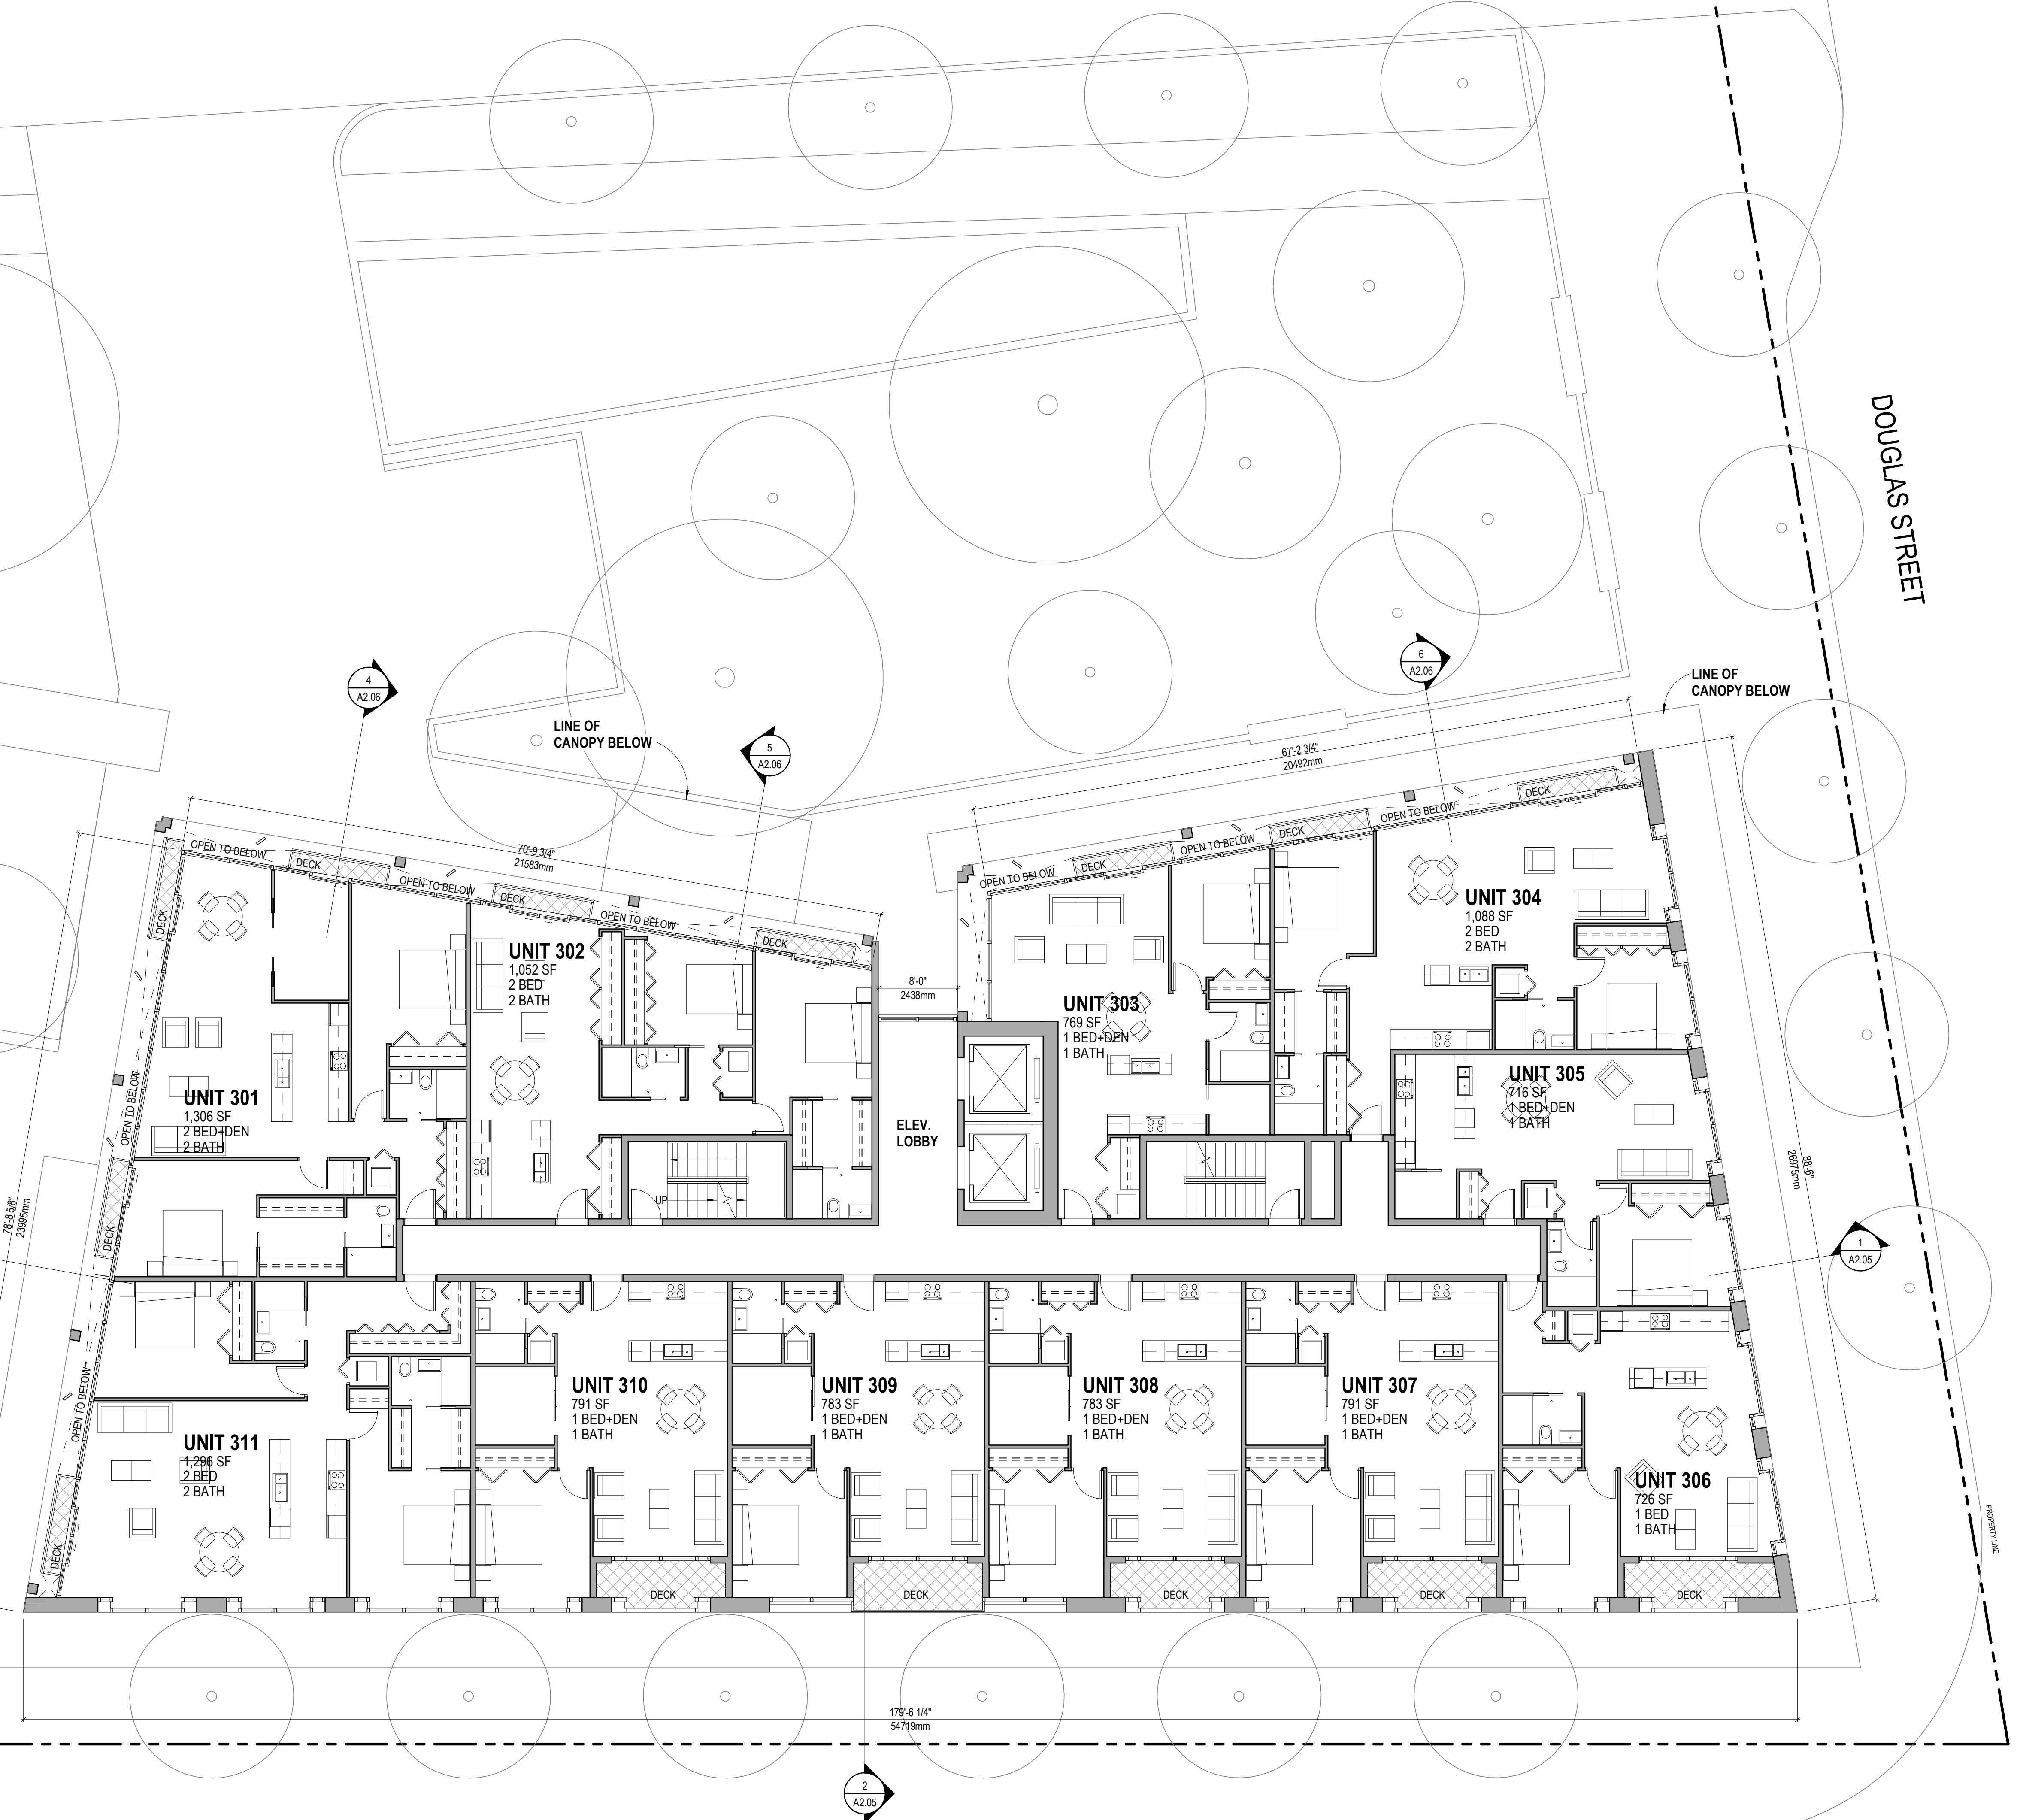 DOUGLAS STREET
4
A2.06
LINE OF
CANOPY BELOW
5
A2.06
6
A2.06
LINE OF
CANOPY BELOW
67'-2 3/4"
20492mm
70'-9 3/4"
21583mm
OPEN TO BELOW
DECK
OPEN TO BELOW
DECK
OPEN TO BELOW
DECK
OPEN TO BELOW
DECK
OPEN TO BELOW
DECK
OPEN TO BELOW
DECK
DECK
OPEN TO BELOW
DECK
OPEN TO BELOW
DECK
78'-8 5/8"
23995mm
8'-0"
2438mm
88'-6"
26975mm
UNIT 301
1,306 SF
2 BED+DEN
2 BATH
UNIT 302
1,052 SF
2 BED
2 BATH
UNIT 303
769 SF
1 BED+DEN
1 BATH
UNIT 304
1,088 SF
2 BED
2 BATH
UNIT 305
716 SF
1 BED+DEN
1 BATH
ELEV.
LOBBY
UP
1
A2.05
UNIT 311
1,296 SF
2 BED
2 BATH
UNIT 310
791 SF
1 BED+DEN
1 BATH
UNIT 309
783 SF
1 BED+DEN
1 BATH
UNIT 308
783 SF
1 BED+DEN
1 BATH
UNIT 307
791 SF
1 BED+DEN
1 BATH
UNIT 306
726 SF
1 BED
1 BATH
PROPERTY LINE
DECK
DECK
DECK
DECK
DECK
179'-6 1/4"
54719mm
2
A2.05